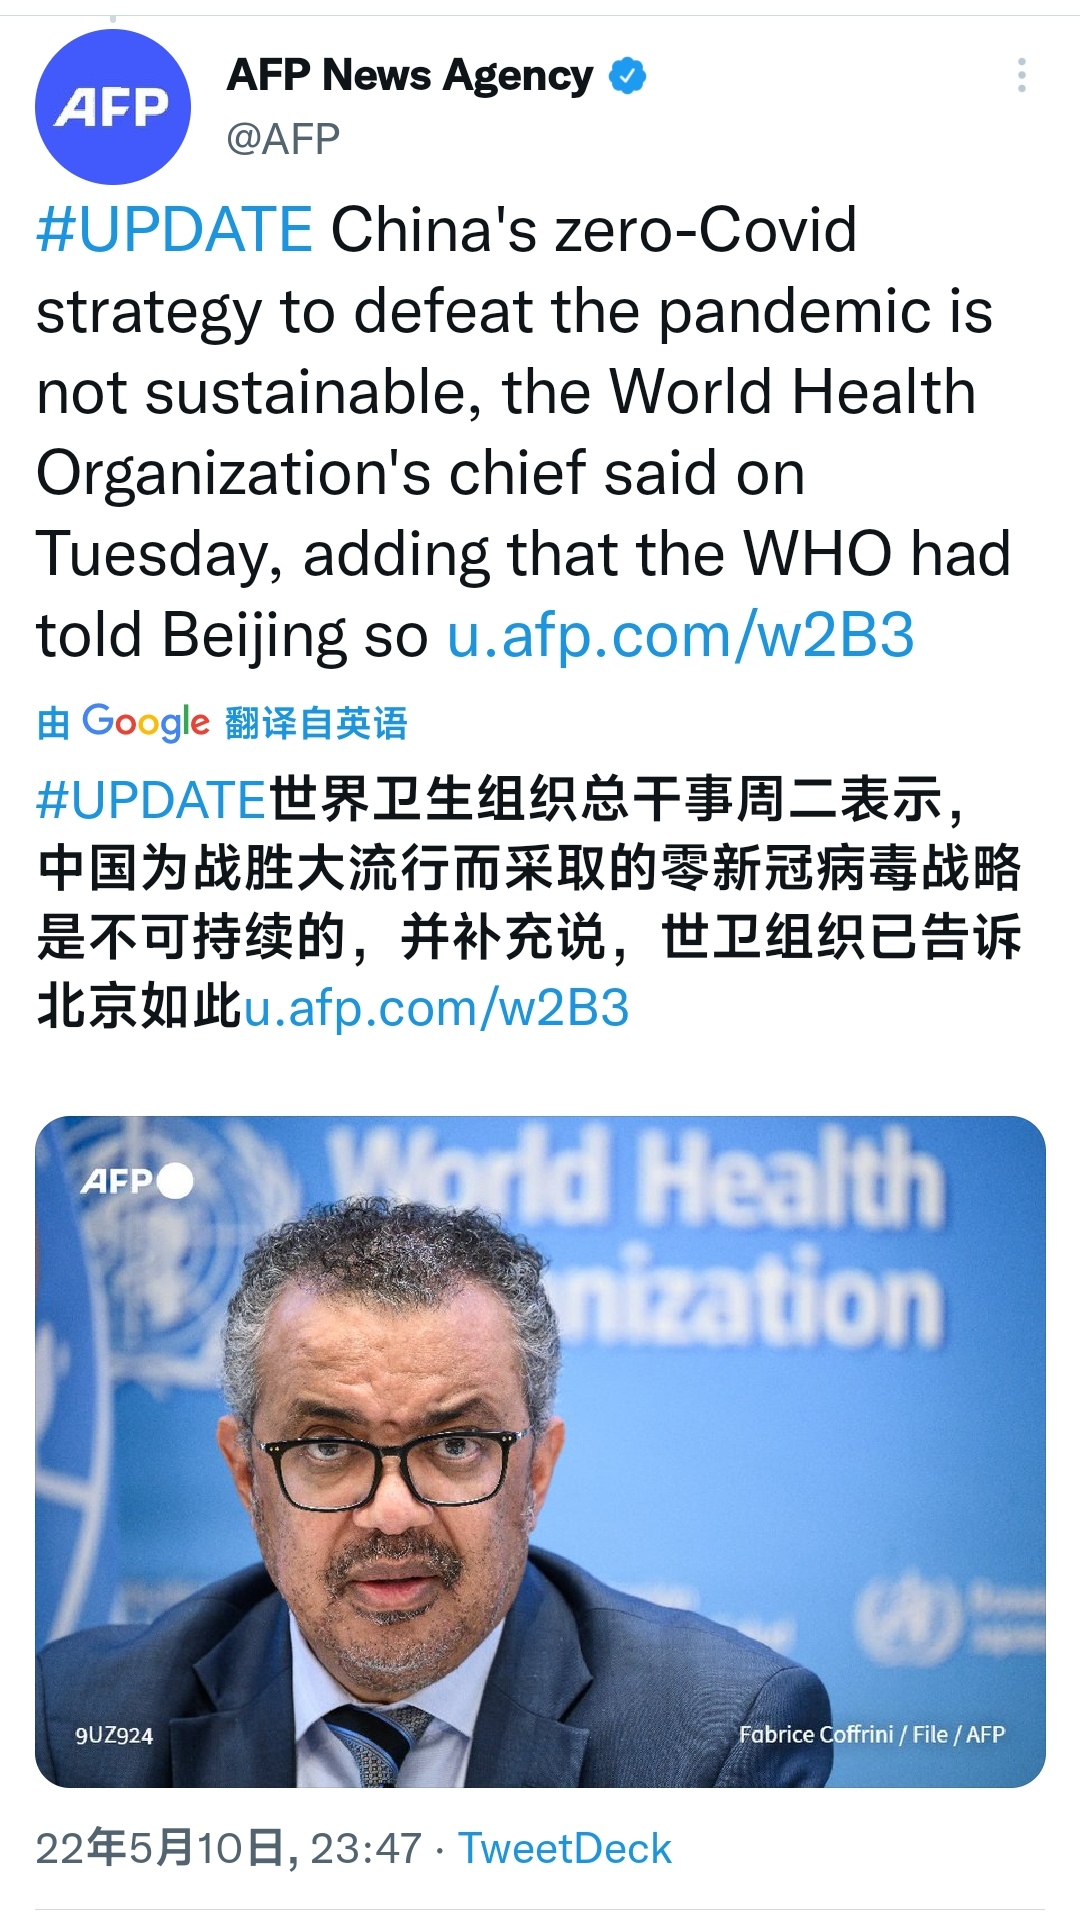 AFP
AFP News Agency
@AFP
#UPDATE China's zero-Covid
strategy to defeat the pandemic is
not sustainable, the World Health
Organization's chief said on
Tuesday, adding that the WHO had
told Beijing so u.afp.com/w2B3
由 Google 翻译自英语
#UPDATE世界卫生组织总干事周二表示，
中国为战胜大流行而采取的零新冠病毒战略
是不可持续的，并补充说，世卫组织已告诉
北京如此u.afp.com/w2B3
AFP
World Health
nization
9UZ924
Fabrice Coffrini / File / AFP
22年5月10日, 23:47 · TweetDeck